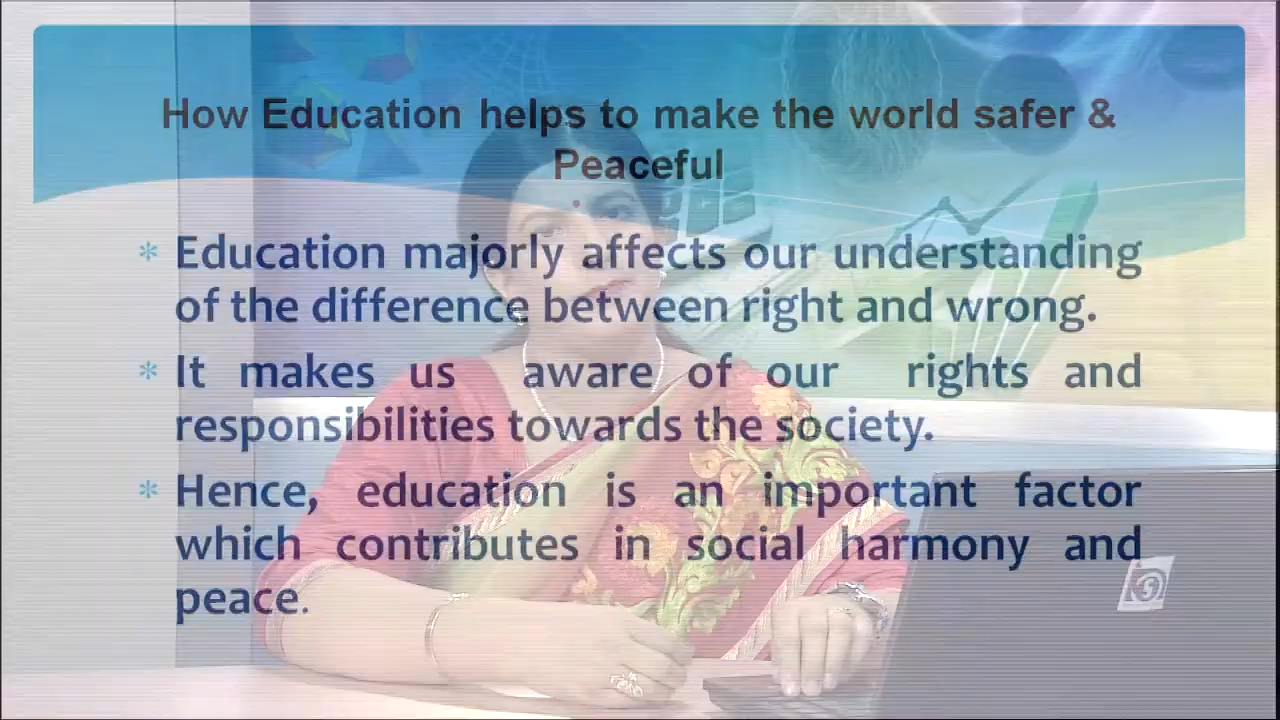 How Education helps to make the world safer &
Peaceful
Education majorly affects our understanding
of the difference between right and wrong.
It makes us aware of our rights and
responsibilities towards the society.
Hence, education is an important factor
which contributes in social harmony and
peace.